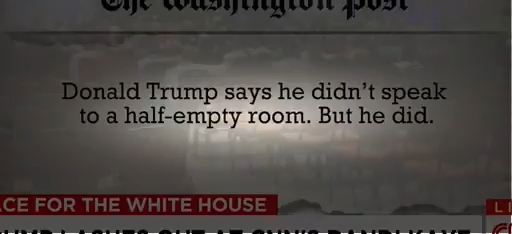 The Washington Post
Donald Trump says he didn't speak
to a half-empty room. But he did.
ACE FOR THE WHITE HOUSE
LI